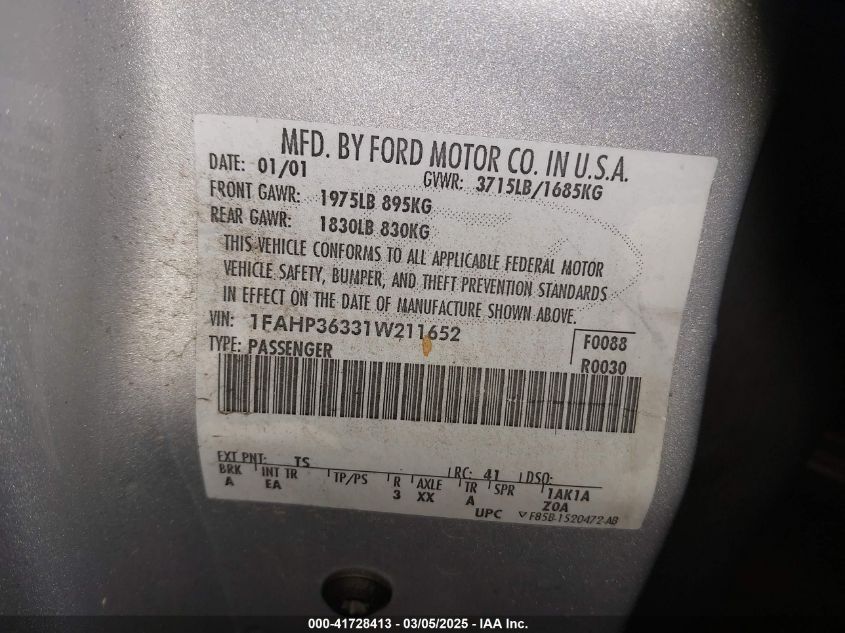 MFD. BY FORD MOTOR CO. IN U.S.A.
DATE: 01/01 GVWR: 3715LB/1685KG
FRONT GAWR: 1975LB 895KG
REAR GAWR: 1830LB 830KG
THIS VEHICLE CONFORMS TO ALL APPLICABLE FEDERAL MOTOR
VEHICLE SAFETY, BUMPER, AND THEFT PREVENTION STANDARDS
IN EFFECT ON THE DATE OF MANUFACTURE SHOWN ABOVE.
VIN: 1FAHP36331W211652
TYPE: PASSENGER
F0088
R0030
EXT PNT: TS RC: 41 DSO:
BRK INT TR TP/PS R AXLE TR SPR 1AK1A
A EA 3 XX A Z0A
UPC F85B-1520472-AB
000-41728413 — 03/05/2025 — IAA Inc.